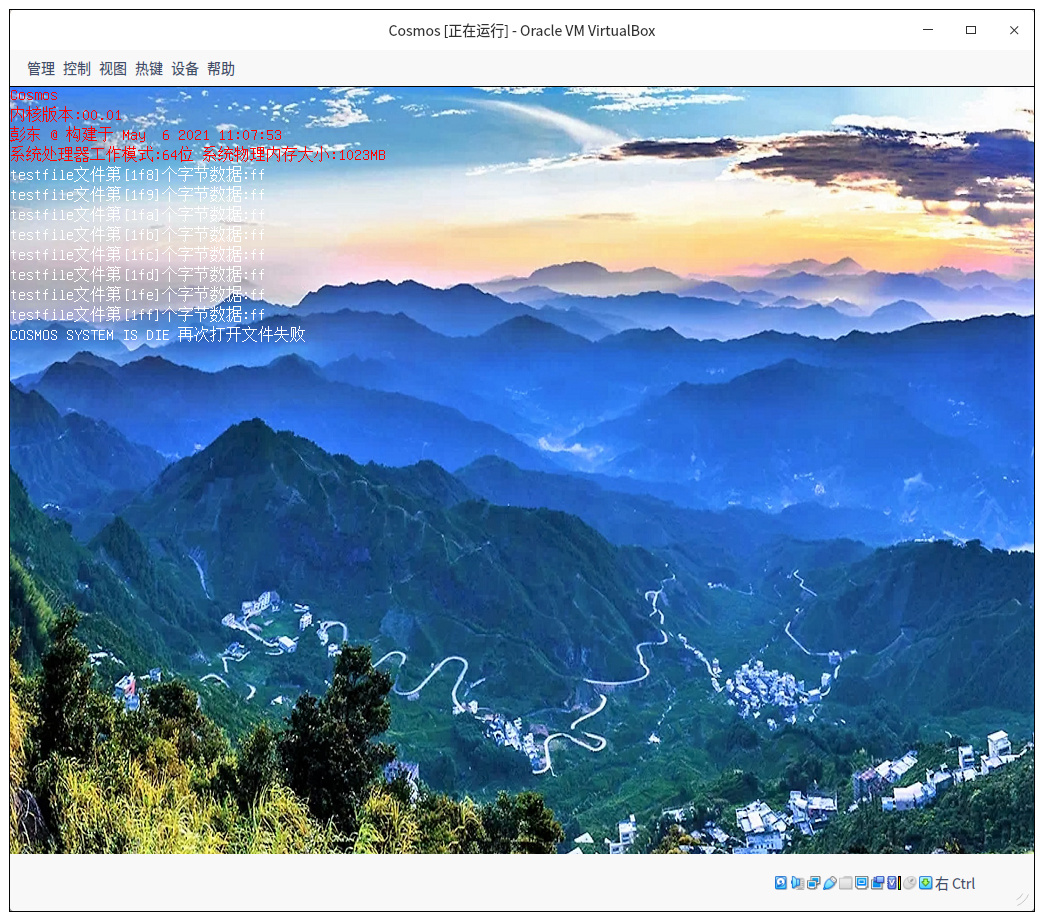 Cosmos [正在运行] - Oracle VM VirtualBox
管理 控制 视图 热键 设备 帮助
Cosmos
内核版本:00.01
彭东 @ 构建于 May  6 2021 11:07:53
系统处理器工作模式:64位 系统物理内存大小:1023MB
testfile文件第[1f8]个字节数据:ff
testfile文件第[1f9]个字节数据:ff
testfile文件第[1fa]个字节数据:ff
testfile文件第[1fb]个字节数据:ff
testfile文件第[1fc]个字节数据:ff
testfile文件第[1fd]个字节数据:ff
testfile文件第[1fe]个字节数据:ff
testfile文件第[1ff]个字节数据:ff
COSMOS SYSTEM IS DIE 再次打开文件失败
右 Ctrl